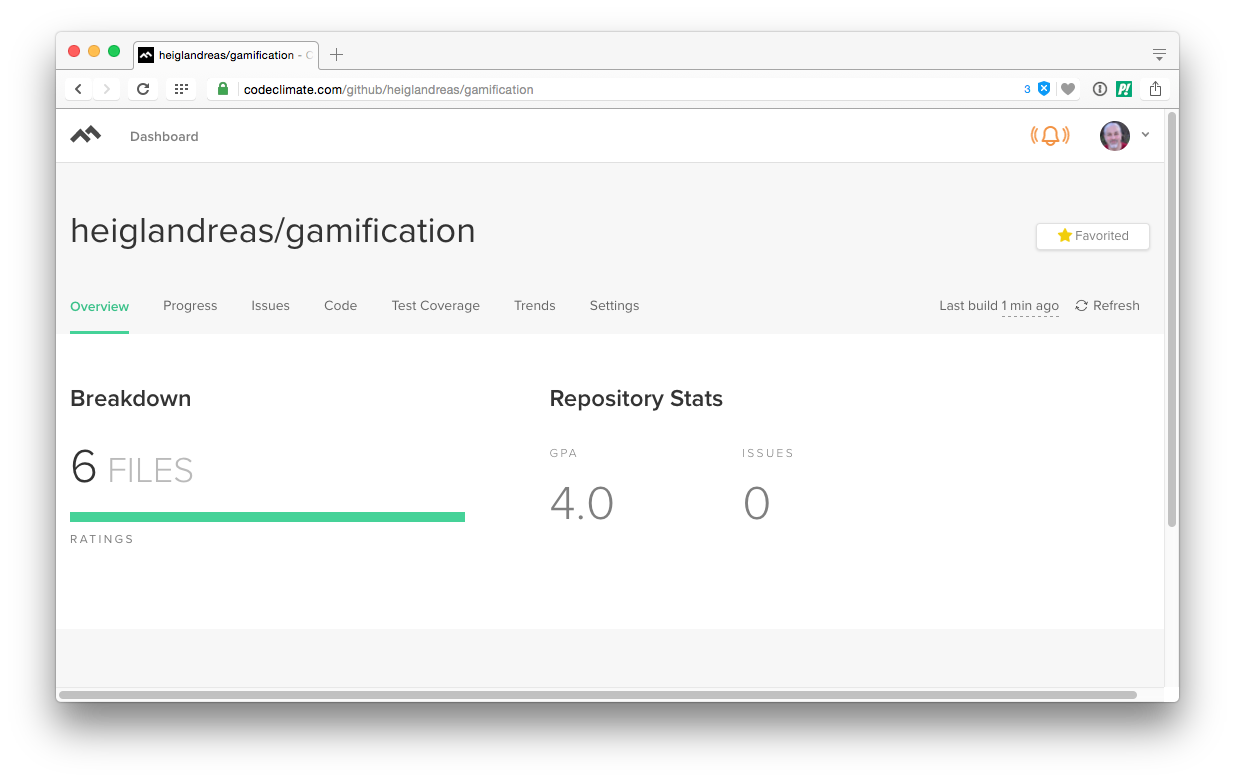 heiglandreas/gamification - C
codeclimate.com/github/heiglandreas/gamification
3
Dashboard
heiglandreas/gamification
Favorited
Overview Progress Issues Code Test Coverage Trends Settings Last build 1 min ago Refresh
Breakdown Repository Stats
GPA ISSUES
6 FILES
4.0 0
RATINGS